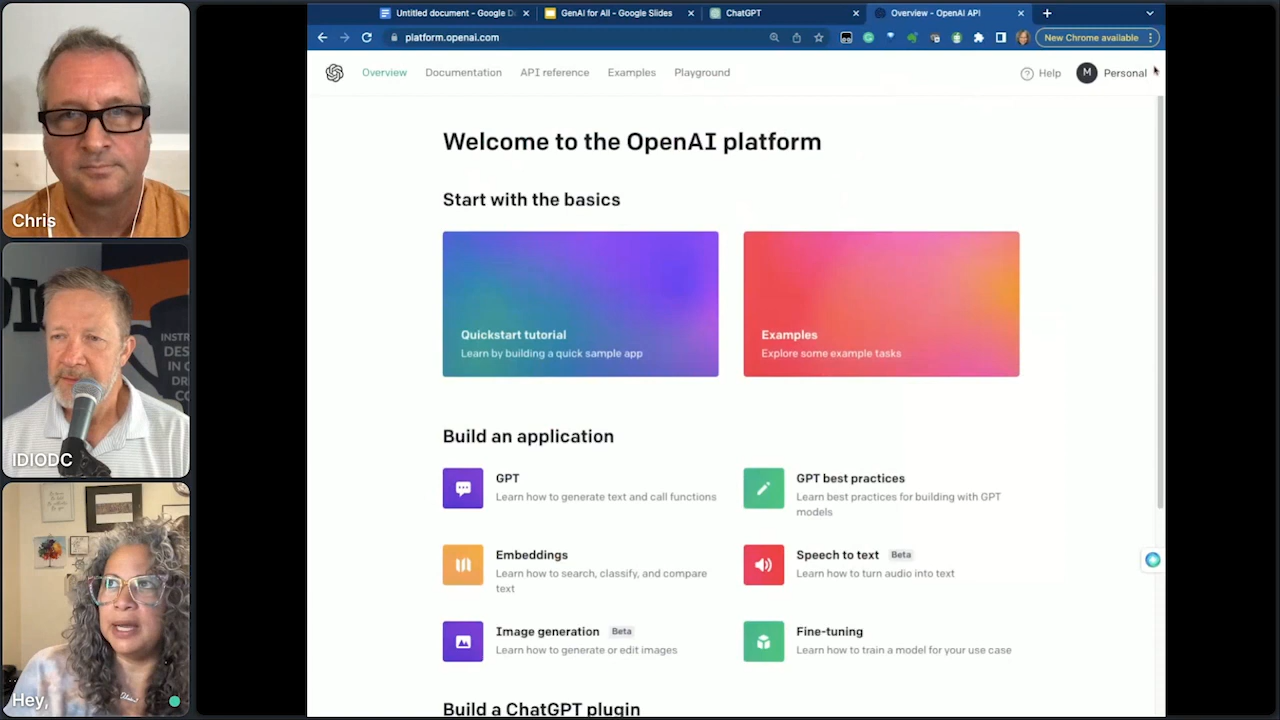 Untitled document - Google D
GenAI for All - Google Slides
ChatGPT
Overview - OpenAI API
platform.openai.com
New Chrome available
Overview
Documentation
API reference
Examples
Playground
Help
M
Personal
Welcome to the OpenAI platform
Start with the basics
Quickstart tutorial
Learn by building a quick sample app
Examples
Explore some example tasks
Build an application
GPT
Learn how to generate text and call functions
GPT best practices
Learn best practices for building with GPT
models
Embeddings
Learn how to search, classify, and compare
text
Speech to text Beta
Learn how to turn audio into text
Image generation Beta
Learn how to generate or edit images
Fine-tuning
Learn how to train a model for your use case
Build a ChatGPT plugin
Chris
INSTR
DES
IN O
DR
CO
IDIODC
Hey,